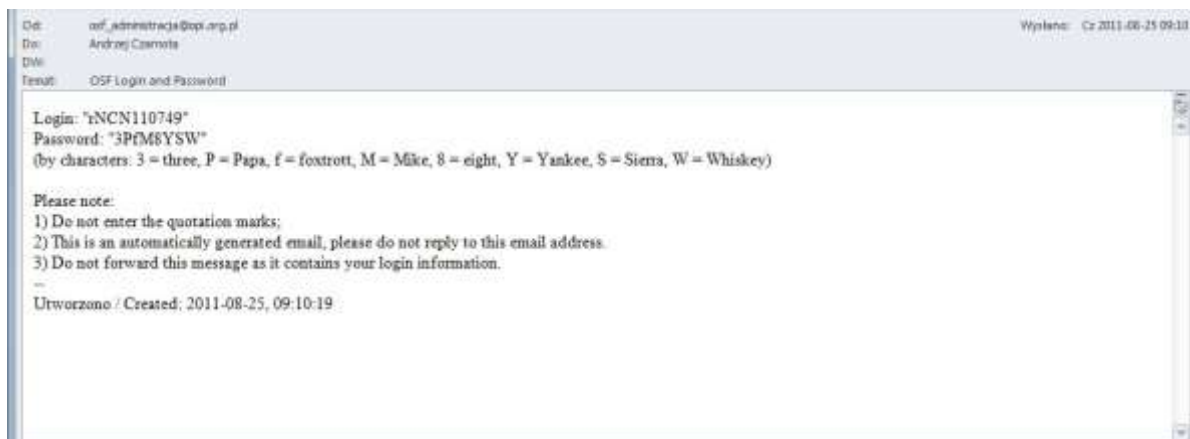 Od: osf_administracja@opi.org.pl Wysłano: Cz 2011-08-25 09:10
Do: Andrzej Czarnota
DW:
Temat: OSF Login and Password
Login: "rNCN110749"
Password: "3PfM8YSW"
(by characters: 3 = three, P = Papa, f = foxtrott, M = Mike, 8 = eight, Y = Yankee, S = Sierra, W = Whiskey)
Please note:
1) Do not enter the quotation marks;
2) This is an automatically generated email, please do not reply to this email address.
3) Do not forward this message as it contains your login information.
--
Utworzono / Created: 2011-08-25, 09:10:19